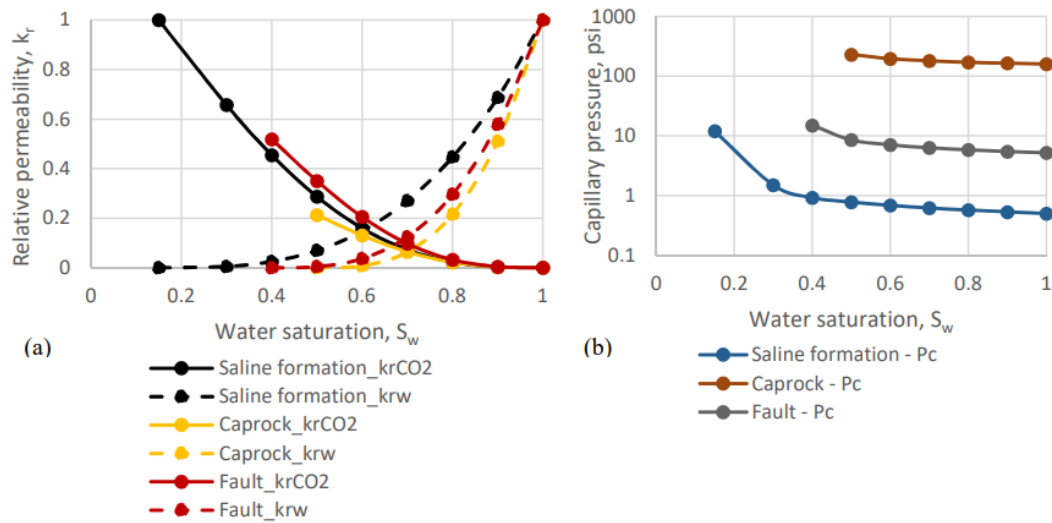 Relative permeability, kr
1
0.8
0.6
0.4
0.2
0
0
0.2
0.4
0.6
0.8
1
Water saturation, Sw
(a)
Saline formation_krCO2
Saline formation_krw
Caprock_krCO2
Caprock_krw
Fault_krCO2
Fault_krw
Capillary pressure, psi
1000
100
10
1
0.1
0
0.2
0.4
0.6
0.8
1
Water saturation, Sw
(b)
Saline formation - Pc
Caprock - Pc
Fault - Pc